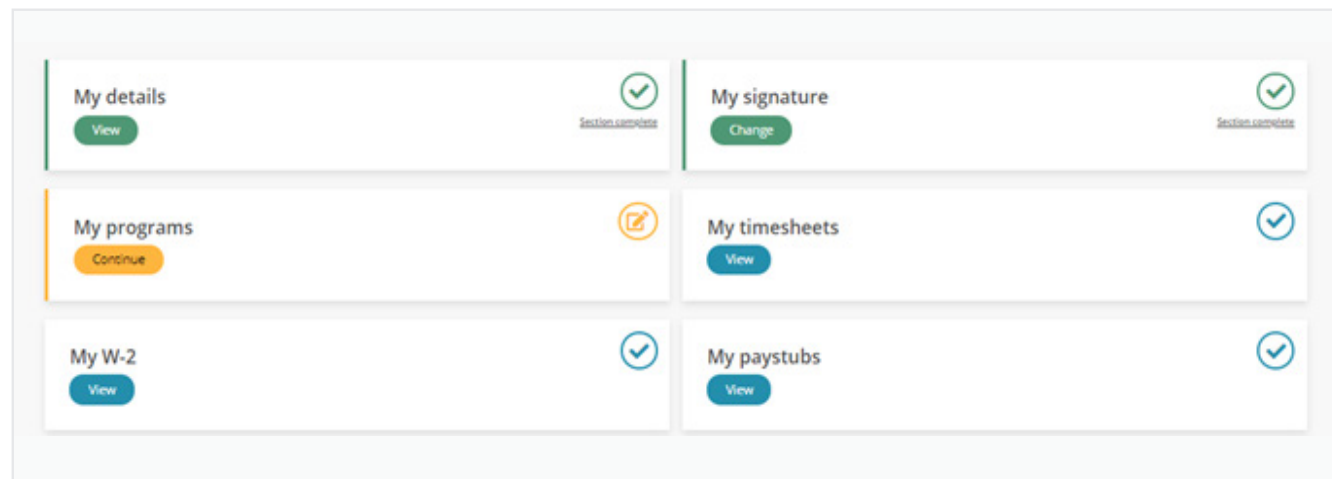 My details
View
Section complete
My signature
Change
Section complete
My programs
Continue
My timesheets
View
My W-2
View
My paystubs
View